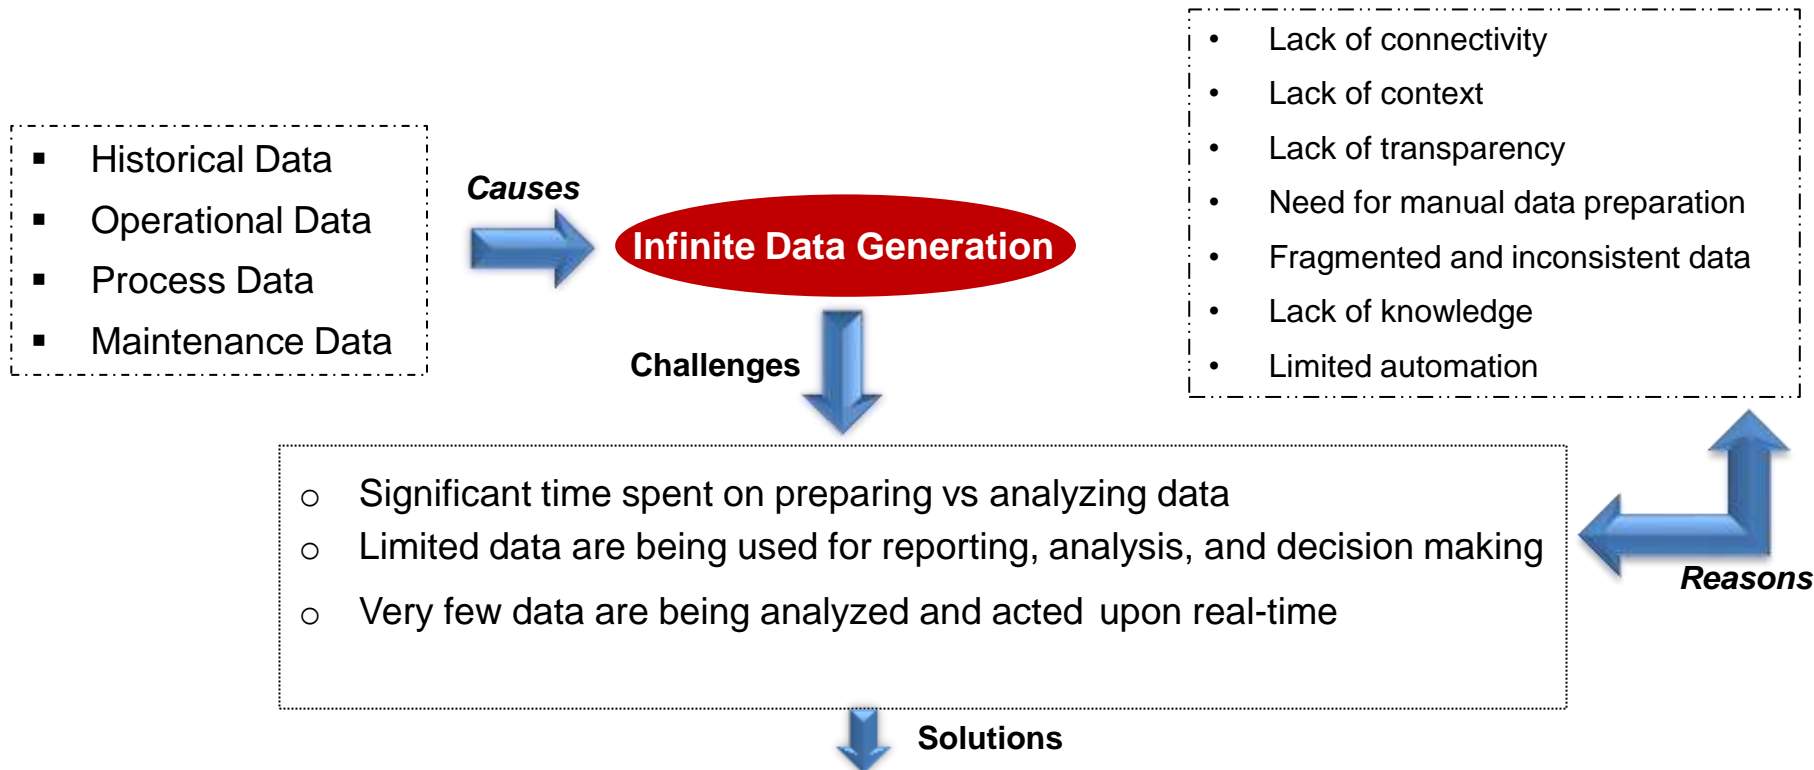 ▪ Historical Data
▪ Operational Data
▪ Process Data
▪ Maintenance Data
Causes
Infinite Data Generation
Challenges
• Lack of connectivity
• Lack of context
• Lack of transparency
• Need for manual data preparation
• Fragmented and inconsistent data
• Lack of knowledge
• Limited automation
Reasons
o Significant time spent on preparing vs analyzing data
o Limited data are being used for reporting, analysis, and decision making
o Very few data are being analyzed and acted upon real-time
Solutions